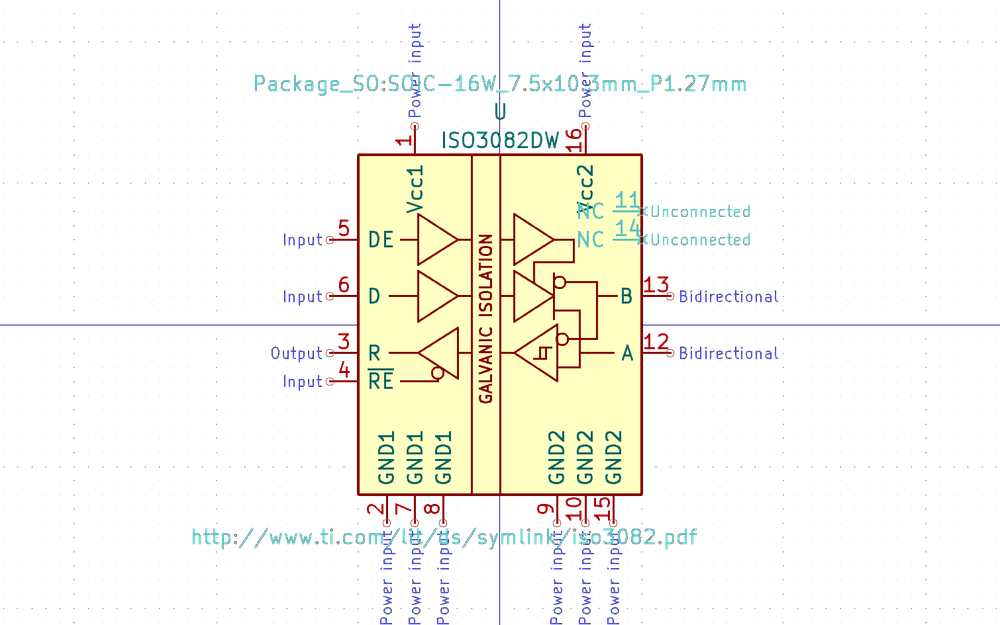 Power input
Power input
Package_SO:SOIC-16W_7.5x10.3mm_P1.27mm
U
ISO3082DW
1
16
Vcc1
Vcc2
NC 11 Unconnected
Input 5 DE
NC 14 Unconnected
GALVANIC ISOLATION
Input 6 D
B 13 Bidirectional
Output 3 R
A 12 Bidirectional
Input 4 RE
GND1 GND1 GND1
GND2 GND2 GND2
2 7 8
9 10 15
http://www.ti.com/lit/ds/symlink/iso3082.pdf
Power input Power input Power input
Power input Power input Power input